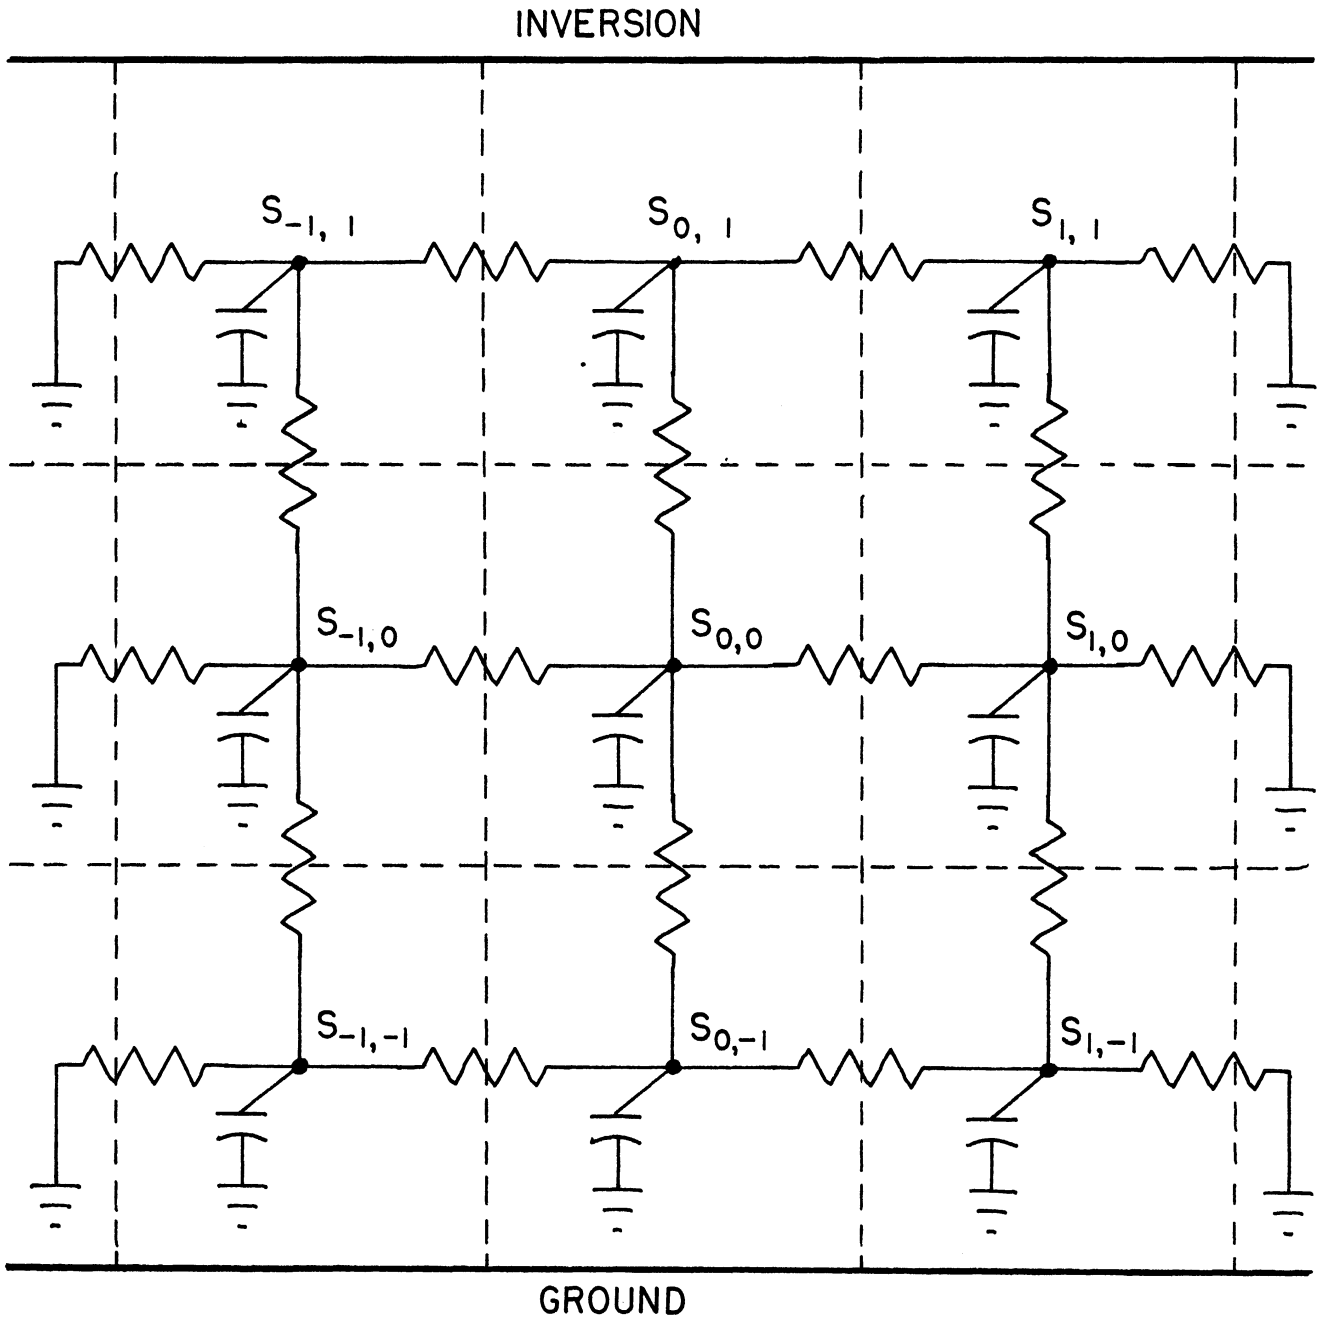 INVERSION
S-1, 1
S0, 1
S1, 1
S-1,0
S0,0
S1,0
S-1,-1
S0,-1
S1,-1
GROUND